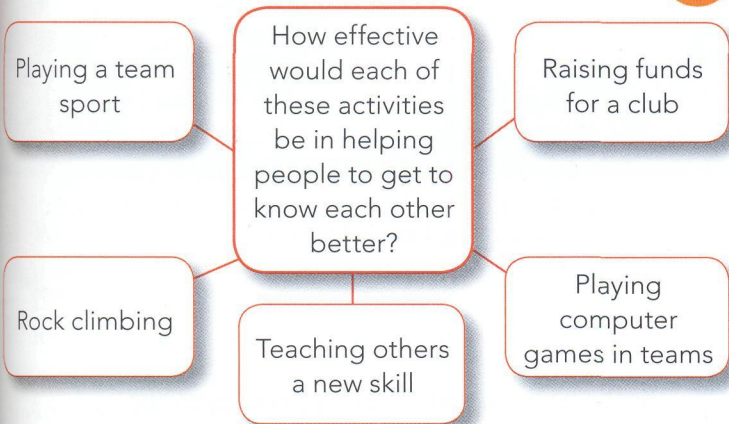 Playing a team
sport
How effective
would each of
these activities
be in helping
people to get to
know each other
better?
Raising funds
for a club
Rock climbing
Teaching others
a new skill
Playing
computer
games in teams